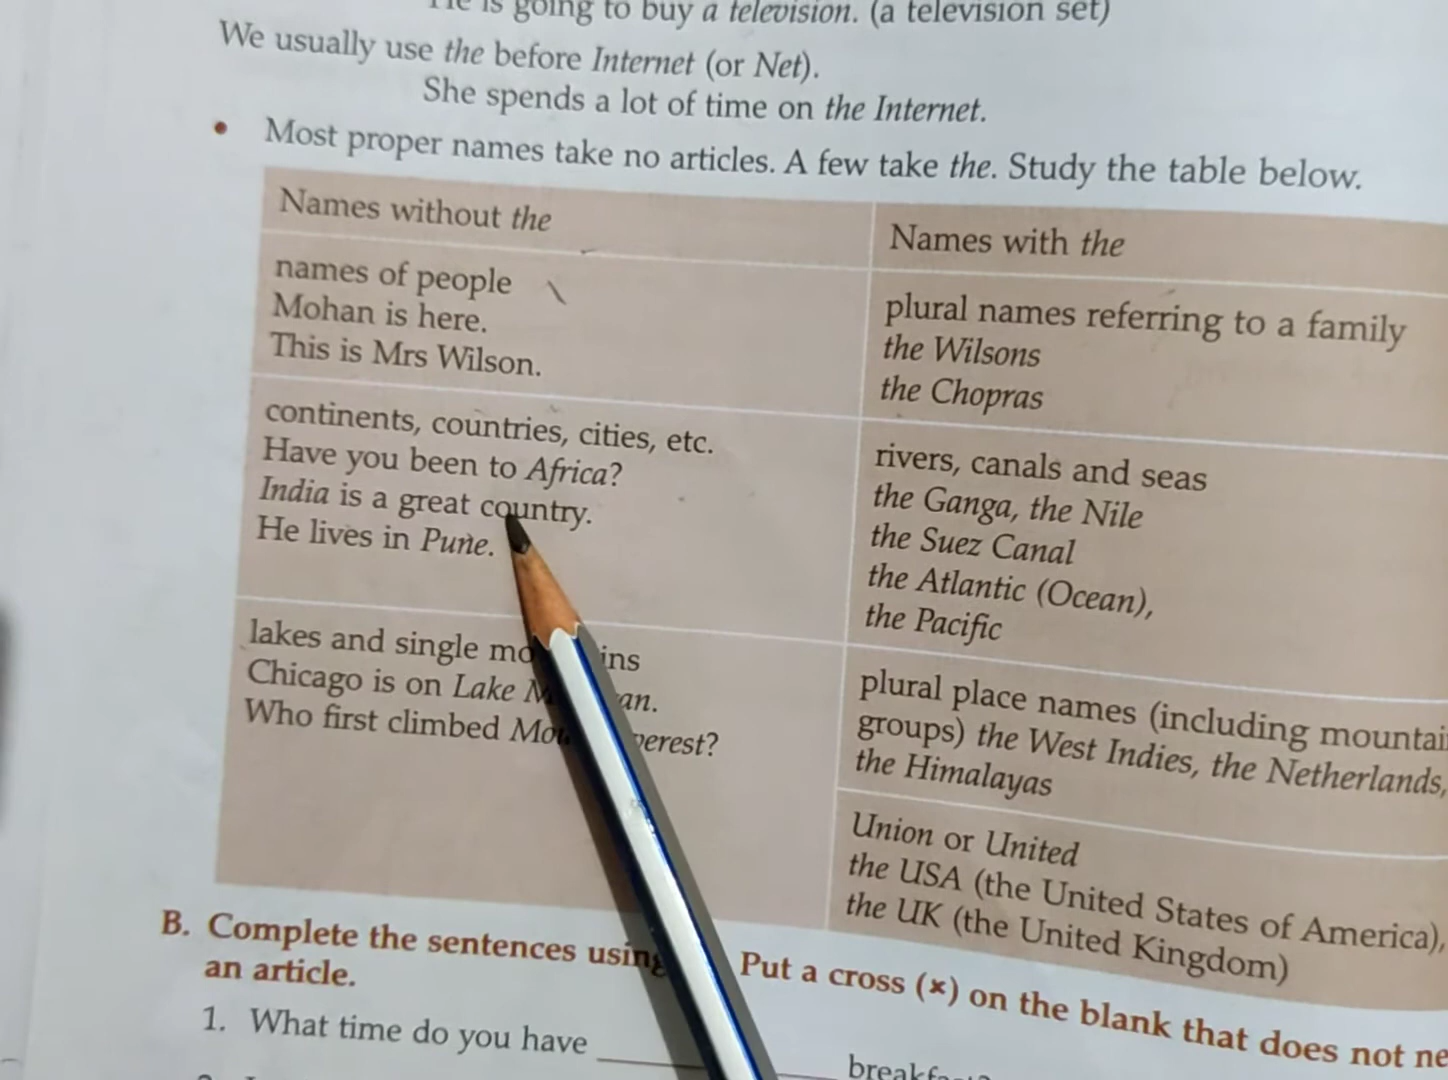 He is going to buy a television. (a television set)
We usually use the before Internet (or Net).
She spends a lot of time on the Internet.
• Most proper names take no articles. A few take the. Study the table below.
Names without the
names of people
Mohan is here.
This is Mrs Wilson.
continents, countries, cities, etc.
Have you been to Africa?
India is a great country.
He lives in Pune.
lakes and single mo ins
Chicago is on Lake M an.
Who first climbed Mou verest?
Names with the
plural names referring to a family
the Wilsons
the Chopras
rivers, canals and seas
the Ganga, the Nile
the Suez Canal
the Atlantic (Ocean),
the Pacific
plural place names (including mountai
groups) the West Indies, the Netherlands,
the Himalayas
Union or United
the USA (the United States of America),
the UK (the United Kingdom)
B. Complete the sentences using Put a cross (×) on the blank that does not ne
an article.
1. What time do you have ________ breakfast?